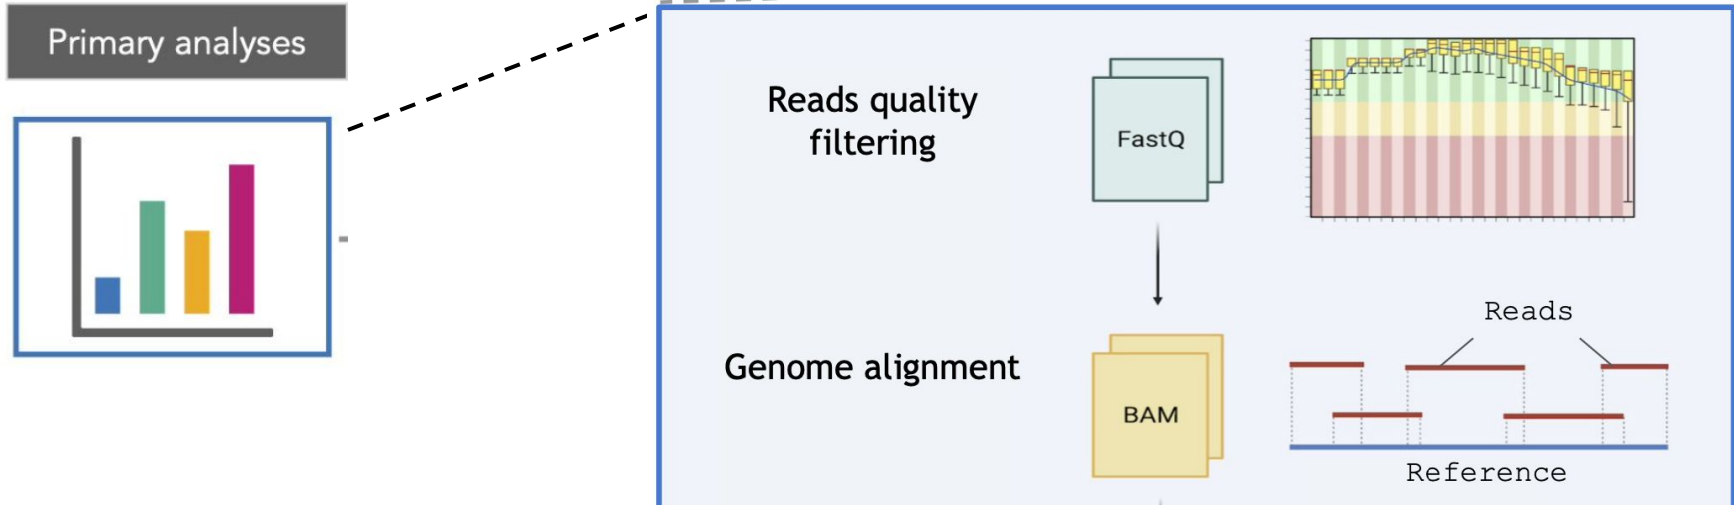 Primary analyses
Reads quality
filtering
FastQ
Reads
Genome alignment
BAM
Reference